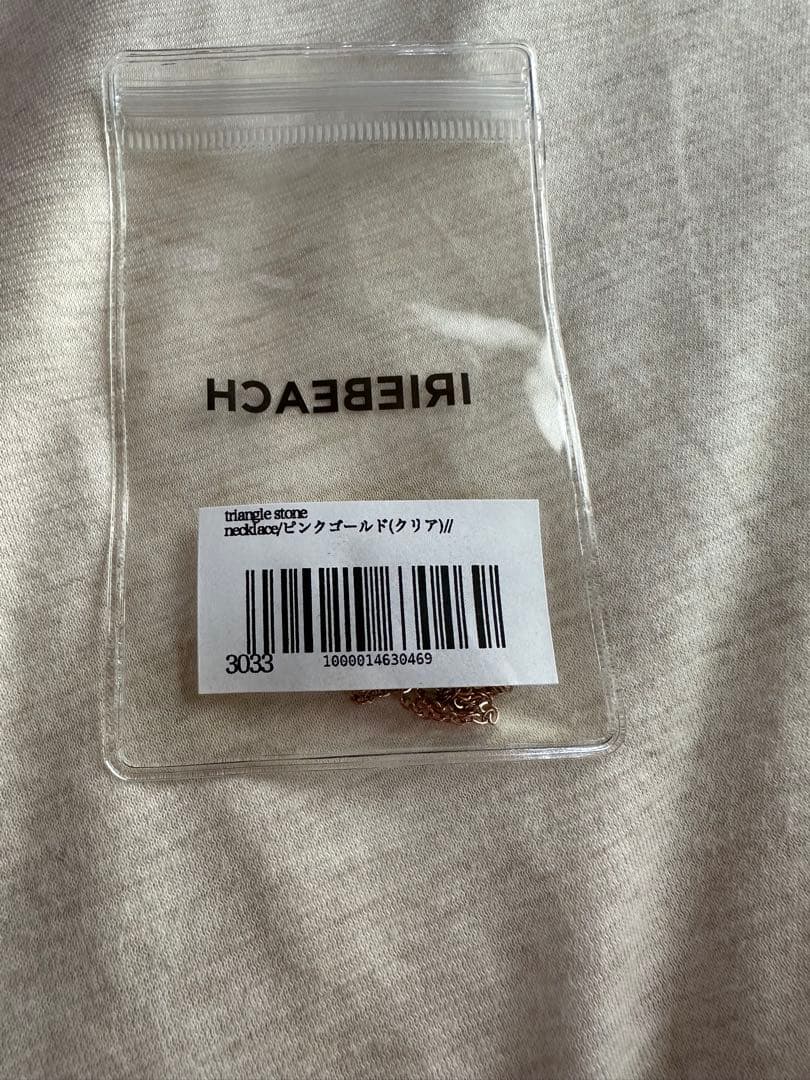 IRIEBEACH
triangle stone
necklace/ピンクゴールド(クリア)//
3033
1000014630469